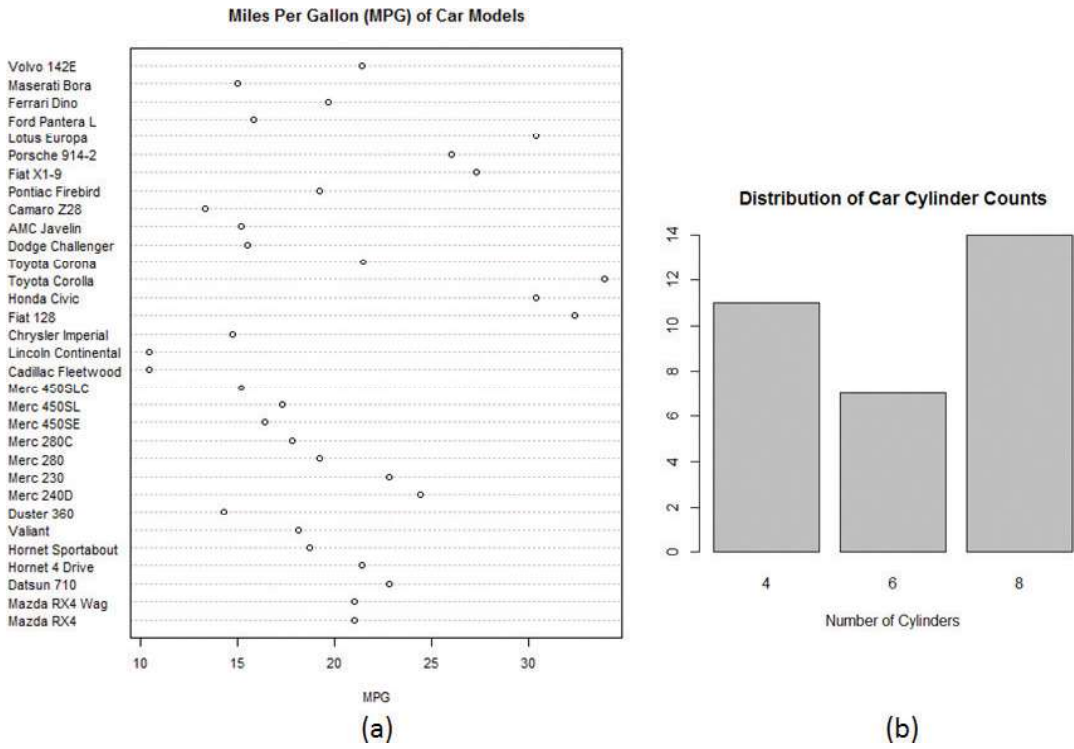 Miles Per Gallon (MPG) of Car Models
Volvo 142E
Maserati Bora
Ferrari Dino
Ford Pantera L
Lotus Europa
Porsche 914-2
Fiat X1-9
Pontiac Firebird
Camaro Z28
AMC Javelin
Dodge Challenger
Toyota Corona
Toyota Corolla
Honda Civic
Fiat 128
Chrysler Imperial
Lincoln Continental
Cadillac Fleetwood
Merc 450SLC
Merc 450SL
Merc 450SE
Merc 280C
Merc 280
Merc 230
Merc 240D
Duster 360
Valiant
Hornet Sportabout
Hornet 4 Drive
Datsun 710
Mazda RX4 Wag
Mazda RX4
10 15 20 25 30
MPG
(a)
Distribution of Car Cylinder Counts
14
12
10
8
6
4
2
0
4 6 8
Number of Cylinders
(b)